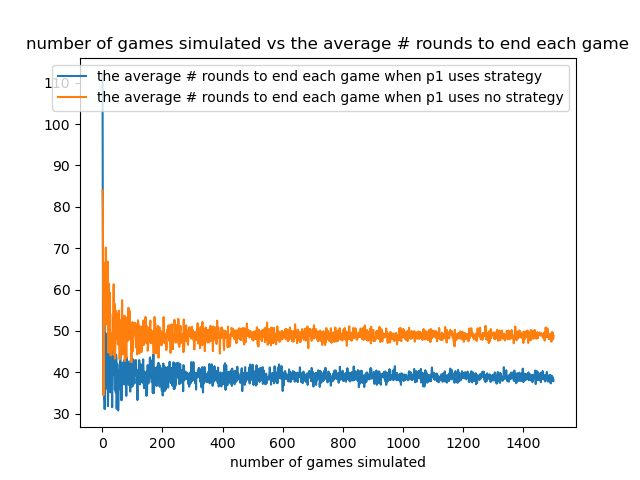 number of games simulated vs the average # rounds to end each game
the average # rounds to end each game when p1 uses strategy
the average # rounds to end each game when p1 uses no strategy
110
100
90
80
70
60
50
40
30
0 200 400 600 800 1000 1200 1400
number of games simulated